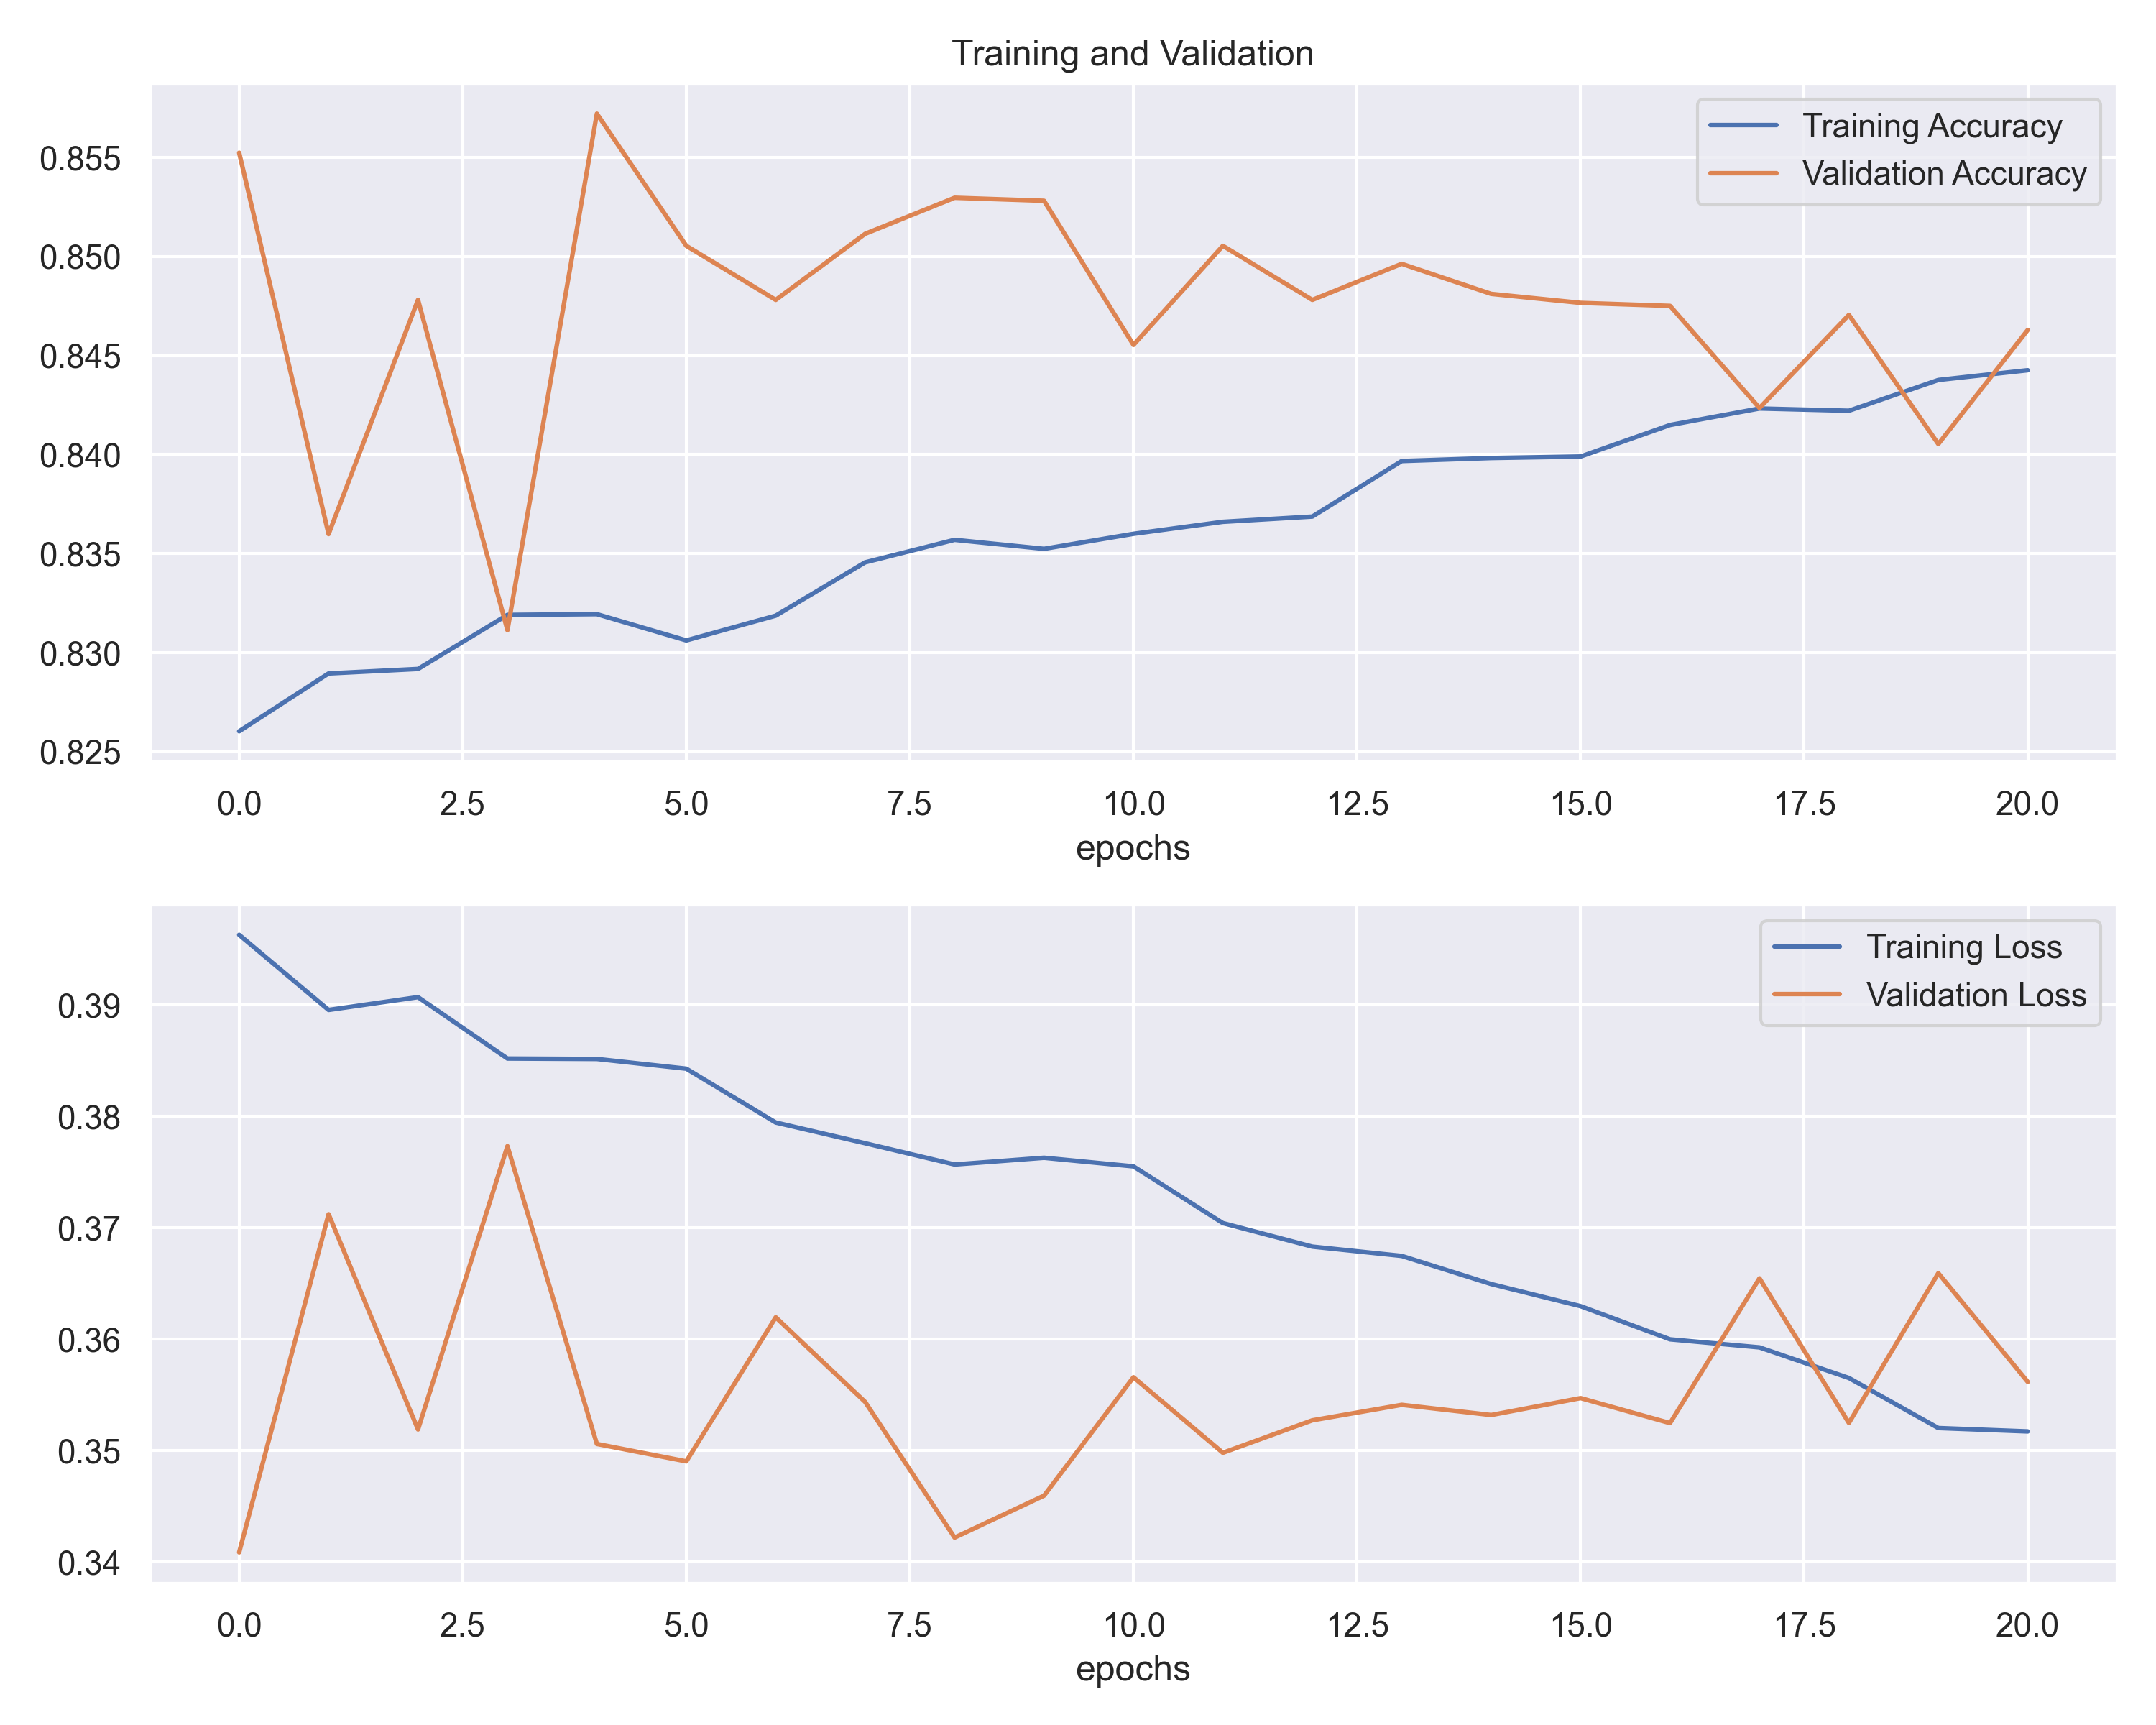 Training and Validation
Training Accuracy
Validation Accuracy
0.855
0.850
0.845
0.840
0.835
0.830
0.825
0.0 2.5 5.0 7.5 10.0 12.5 15.0 17.5 20.0
epochs
Training Loss
Validation Loss
0.39
0.38
0.37
0.36
0.35
0.34
0.0 2.5 5.0 7.5 10.0 12.5 15.0 17.5 20.0
epochs